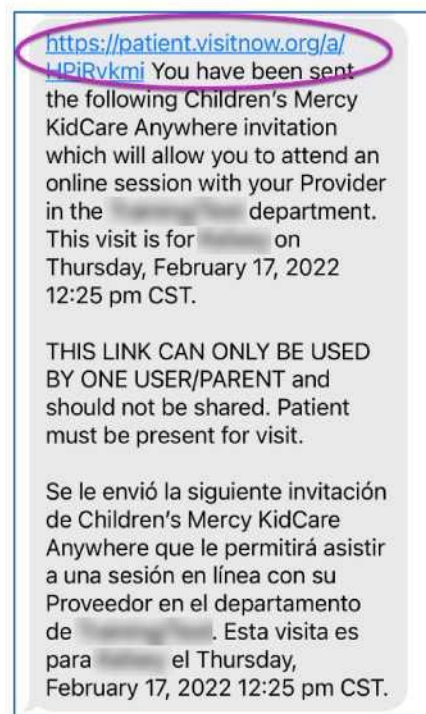 https://patient.visitnow.org/a/
HPiRvkmi You have been sent
the following Children's Mercy
KidCare Anywhere invitation
which will allow you to attend an
online session with your Provider
in the department.
This visit is for on
Thursday, February 17, 2022
12:25 pm CST.
THIS LINK CAN ONLY BE USED
BY ONE USER/PARENT and
should not be shared. Patient
must be present for visit.
Se le envió la siguiente invitación
de Children's Mercy KidCare
Anywhere que le permitirá asistir
a una sesión en línea con su
Proveedor en el departamento
de . Esta visita es
para el Thursday,
February 17, 2022 12:25 pm CST.